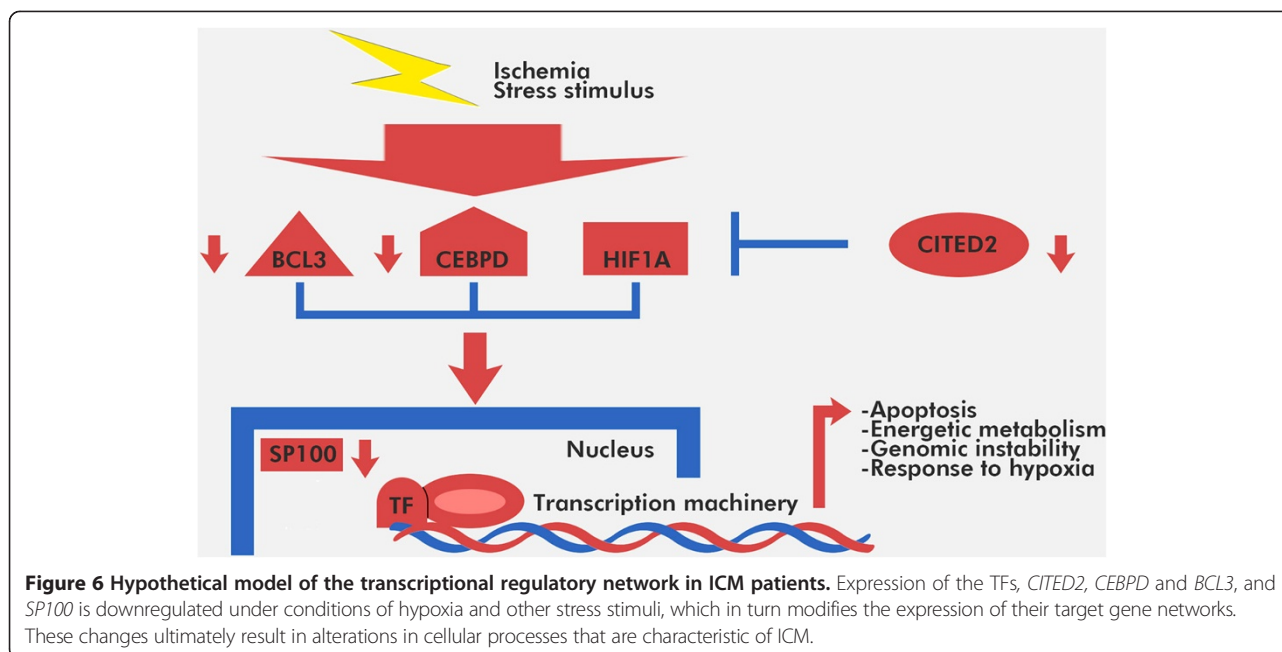 Ischemia
Stress stimulus
BCL3
CEBPD
HIF1A
CITED2
-Apoptosis
-Energetic metabolism
-Genomic instability
-Response to hypoxia
SP100
Nucleus
TF
Transcription machinery
Figure 6 Hypothetical model of the transcriptional regulatory network in ICM patients. Expression of the TFs, CITED2, CEBPD and BCL3, and
SP100 is downregulated under conditions of hypoxia and other stress stimuli, which in turn modifies the expression of their target gene networks.
These changes ultimately result in alterations in cellular processes that are characteristic of ICM.